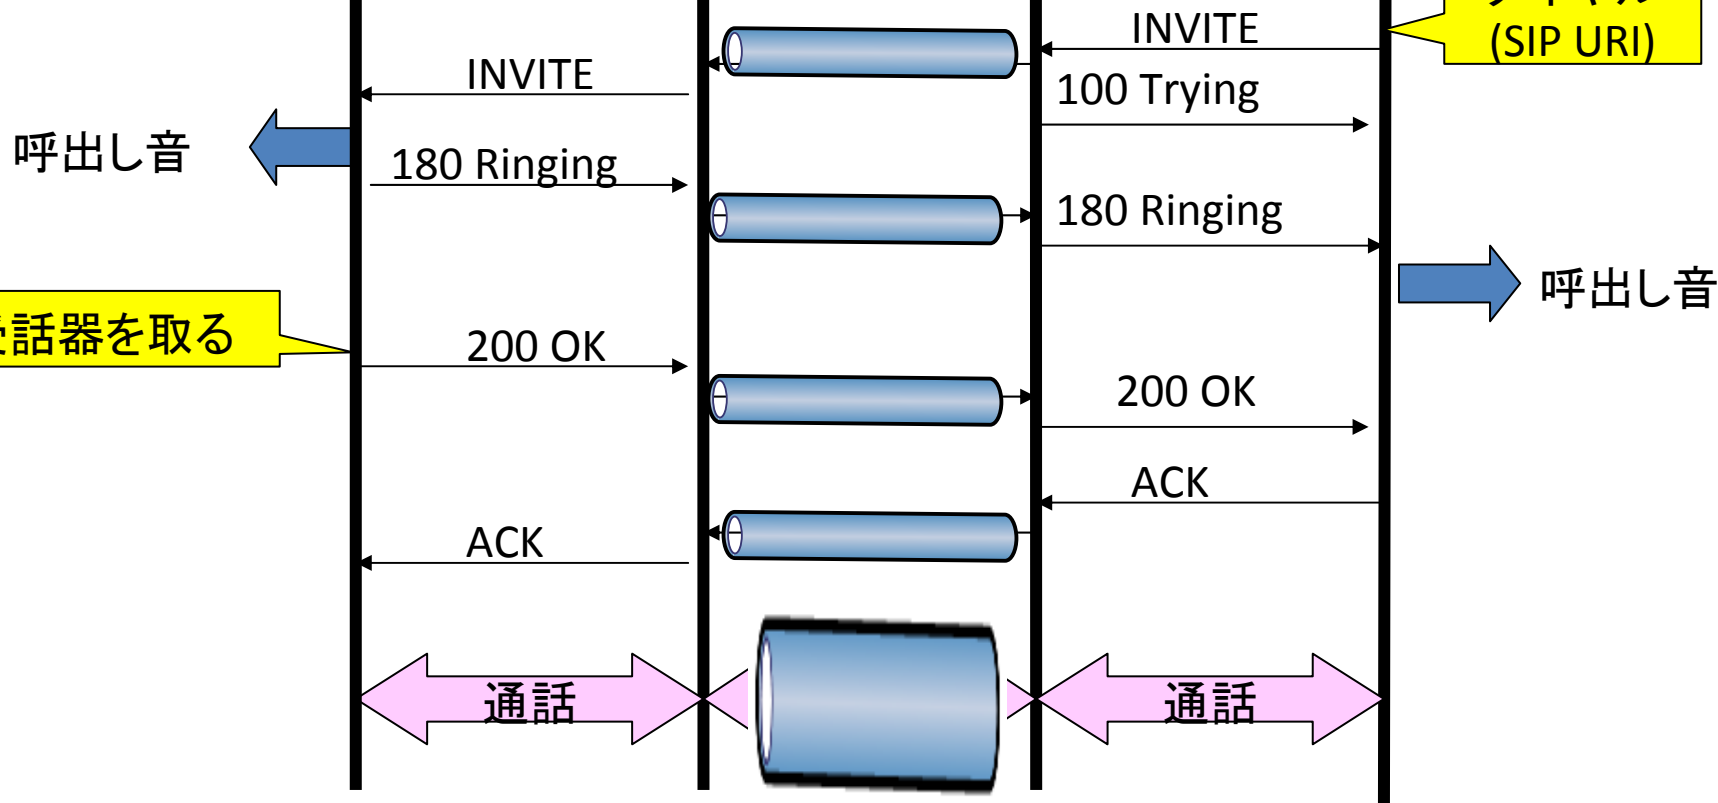 (SIP URI)
INVITE
INVITE
100 Trying
呼出し音
180 Ringing
180 Ringing
呼出し音
話器を取る
200 OK
200 OK
ACK
ACK
通話
通話